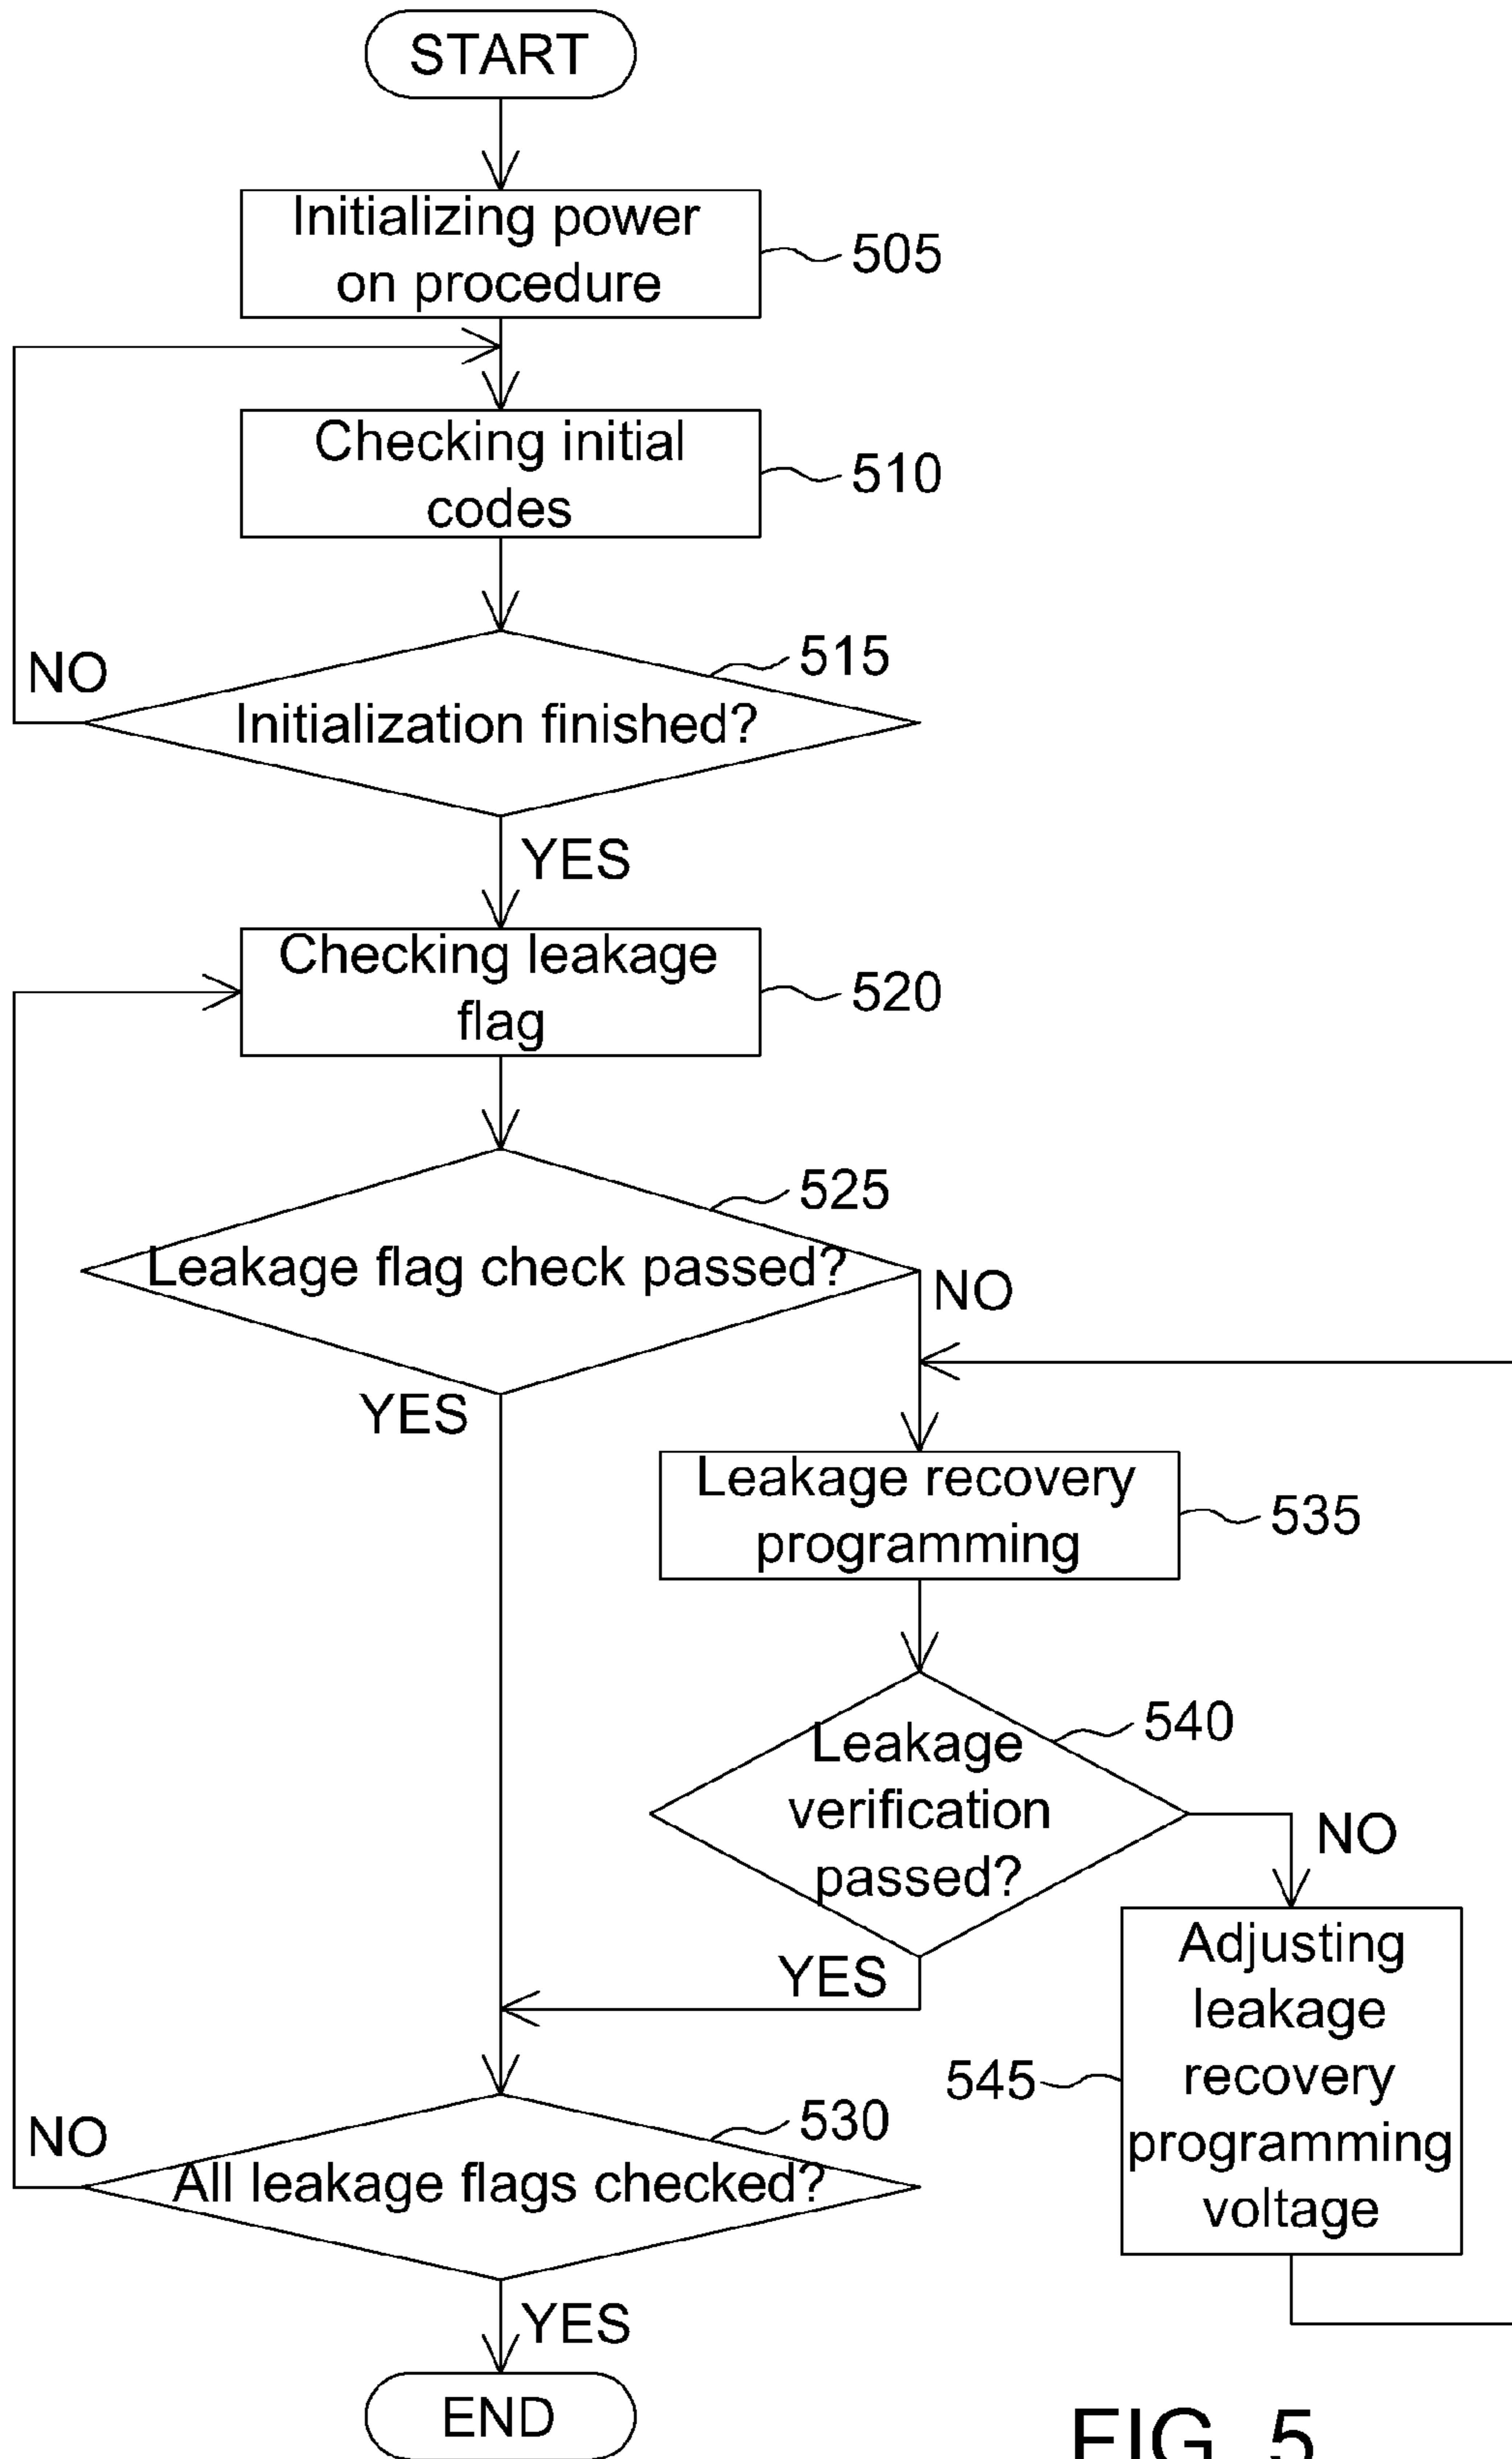 START
Initializing power
on procedure
505
Checking initial
codes
510
515
NO
Initialization finished?
YES
Checking leakage
flag
520
525
Leakage flag check passed?
NO
YES
Leakage recovery
programming
535
540
Leakage
verification
passed?
NO
YES
Adjusting
leakage
recovery
programming
voltage
545
530
NO
All leakage flags checked?
YES
END
FIG. 5